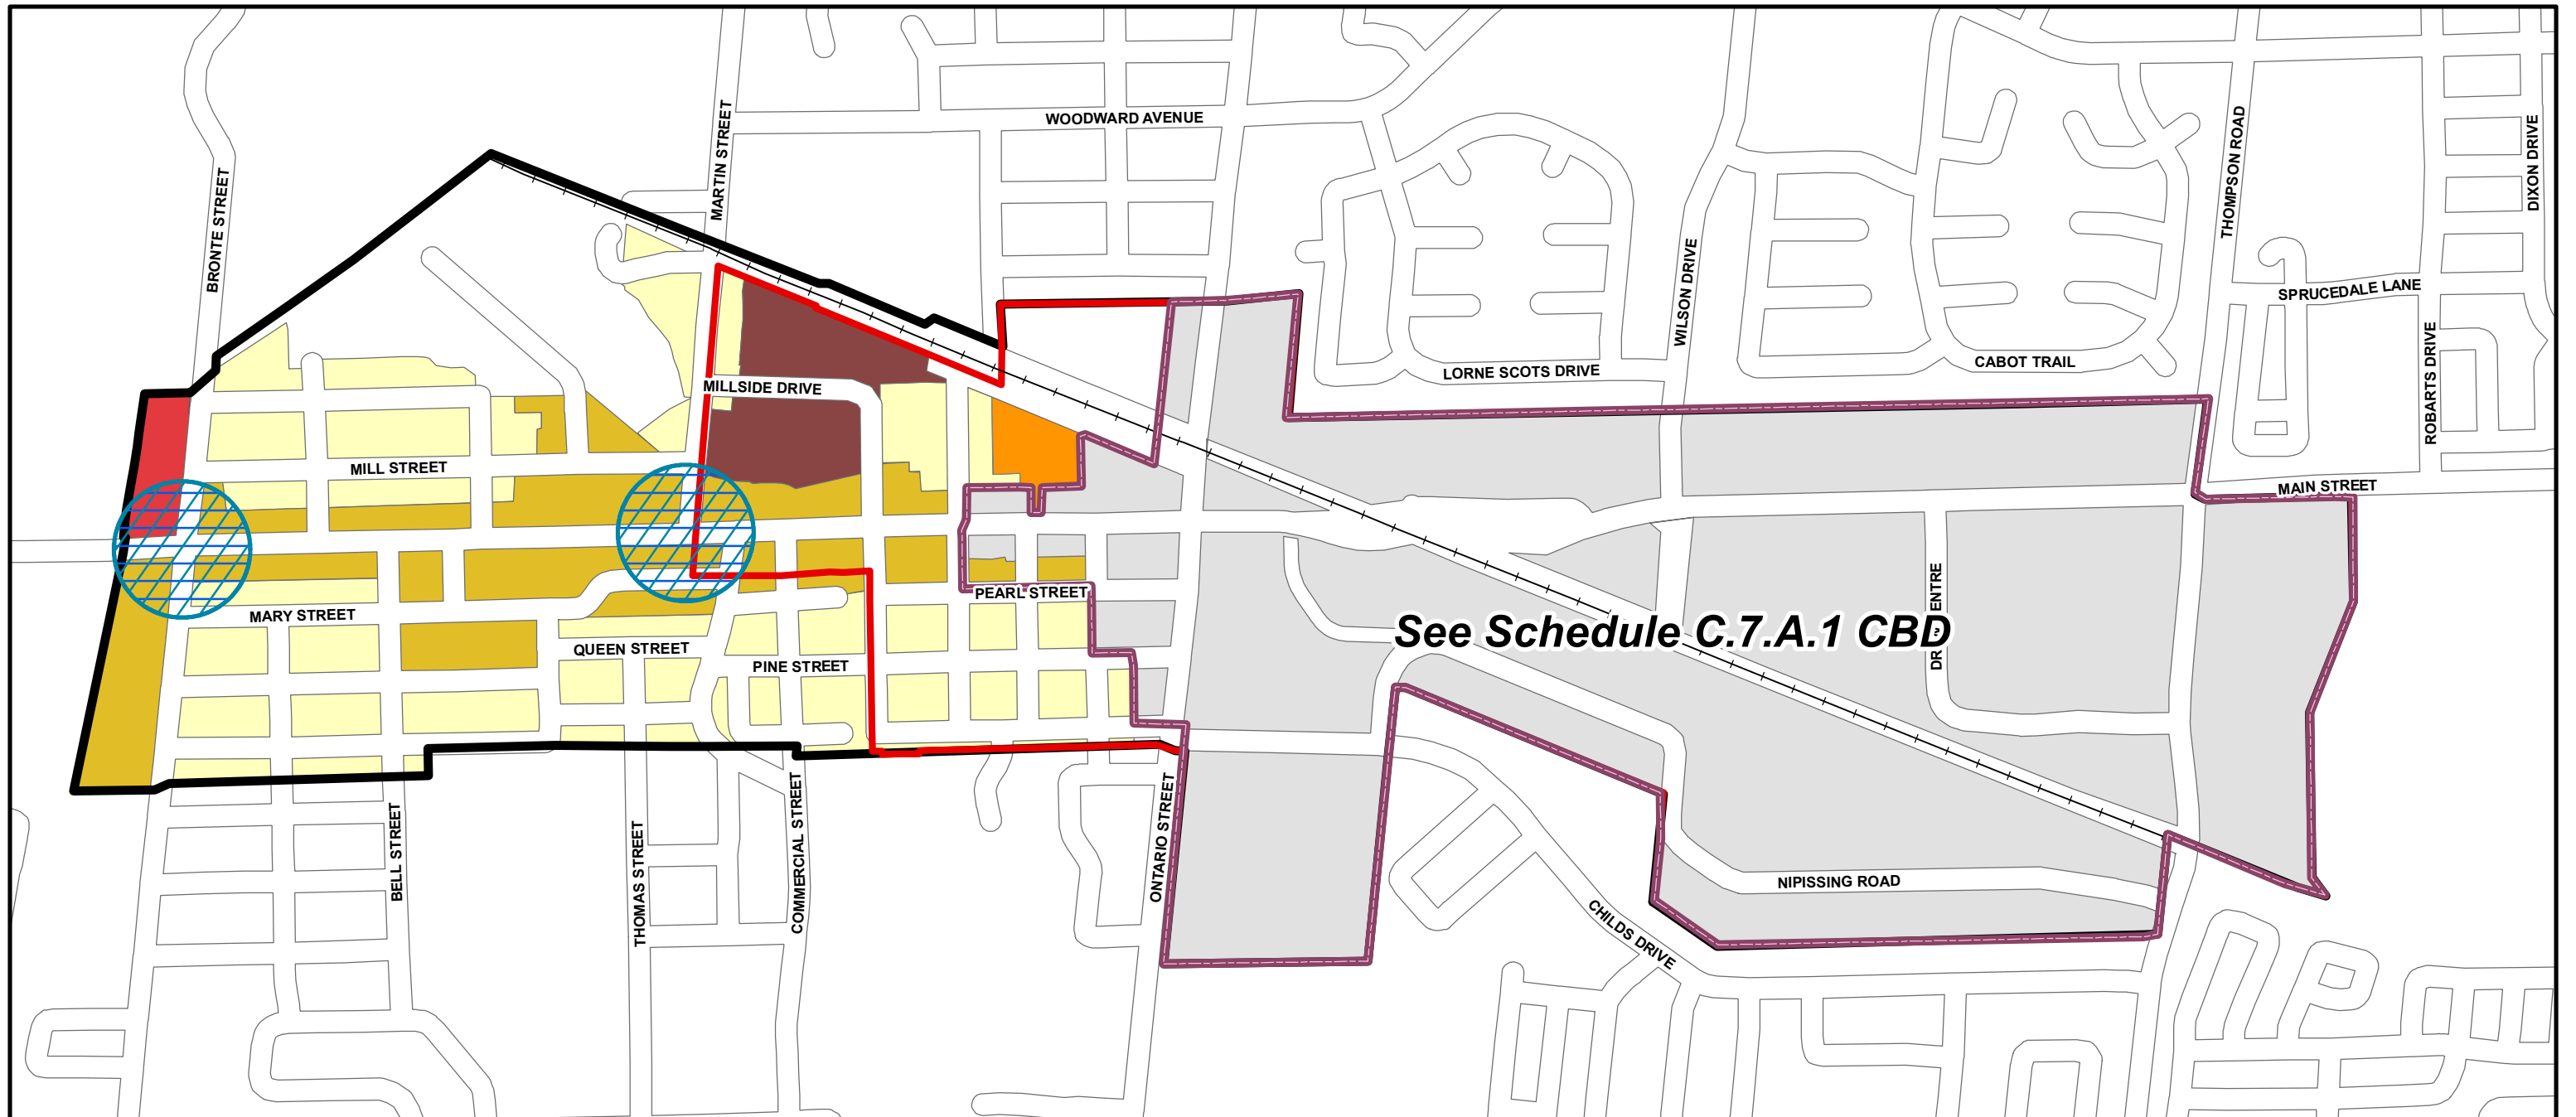 WOODWARD AVENUE
MARTIN STREET
BRONTE STREET
THOMPSON ROAD
DIXON DRIVE
WILSON DRIVE
SPRUCEDALE LANE
ROBARTS DRIVE
CABOT TRAIL
LORNE SCOTS DRIVE
MILLSIDE DRIVE
MILL STREET
MAIN STREET
PEARL STREET
MARY STREET
See Schedule C.7.A.1 CBD
QUEEN STREET
PINE STREET
ENTRE
BELL STREET
THOMAS STREET
COMMERCIAL STREET
ONTARIO STREET
NIPISSING ROAD
CHILDS DRIVE